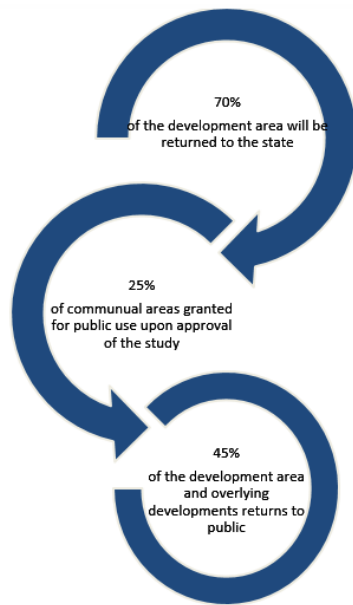 70%
of the development area will be
returned to the state
25%
of communual areas granted
for public use upon approval
of the study
45%
of the development area
and overlying
developments returns to
public